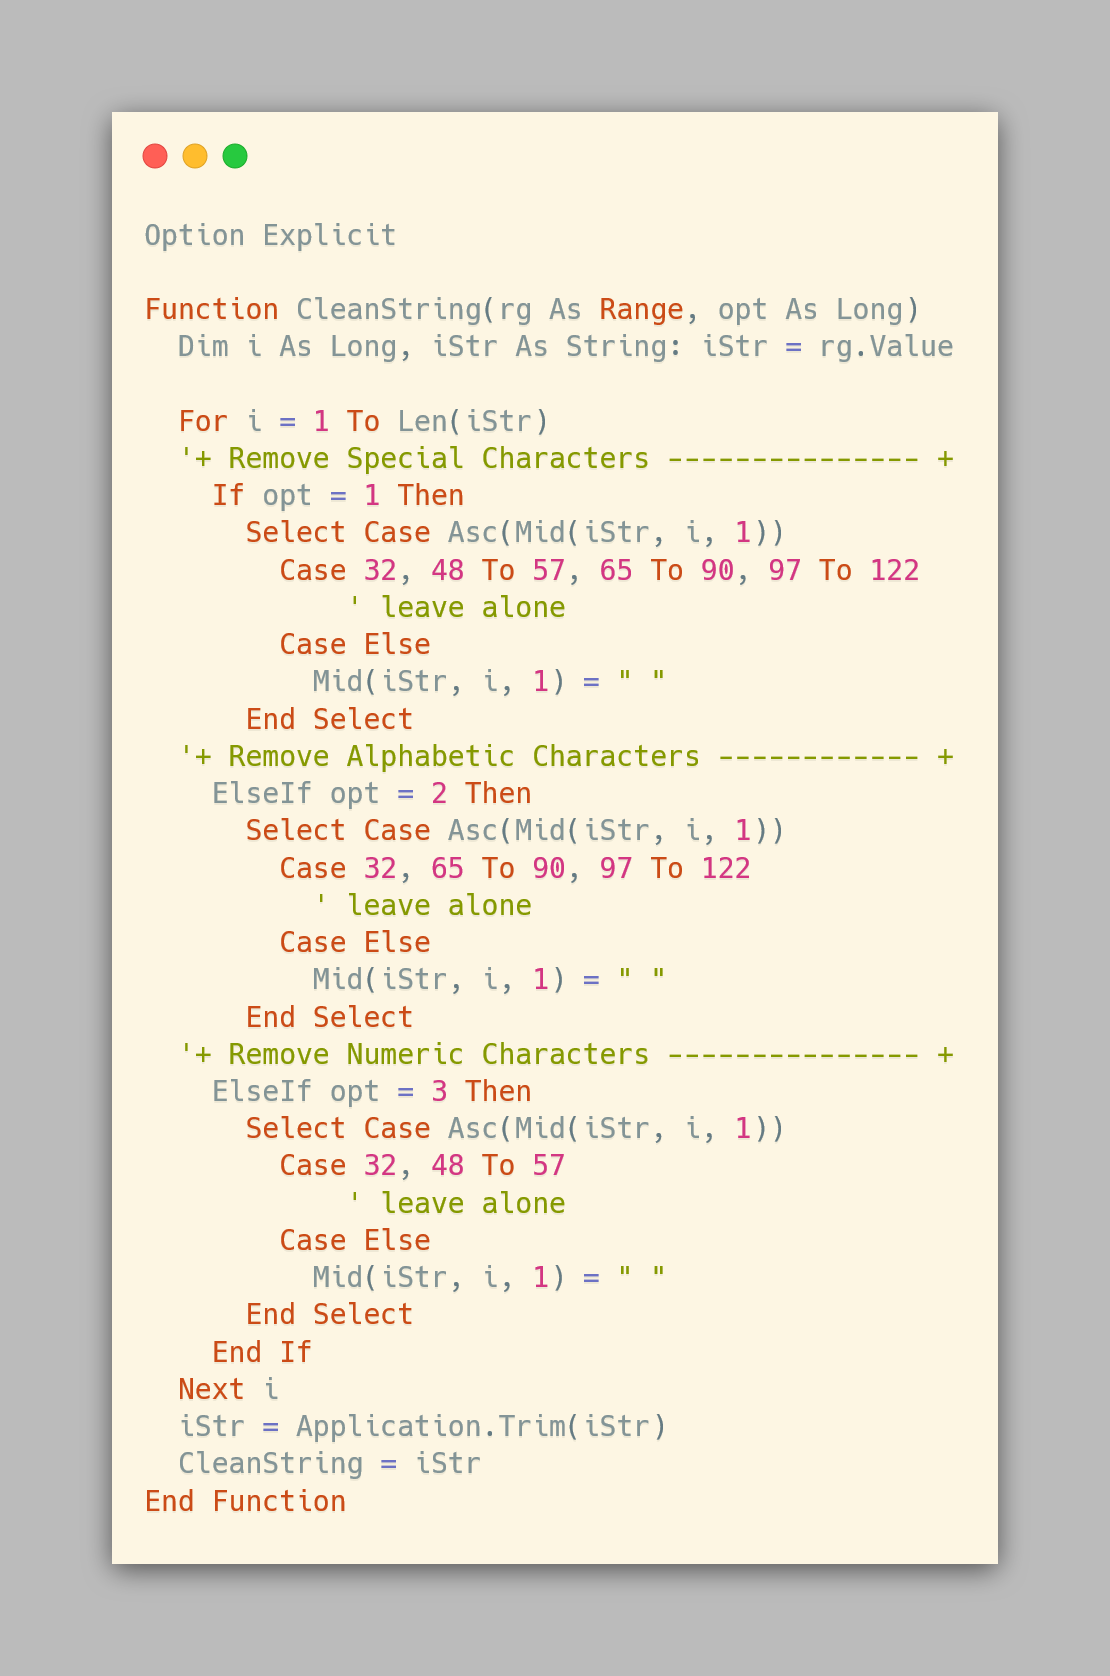 Option Explicit

Function CleanString(rg As Range, opt As Long)
  Dim i As Long, iStr As String: iStr = rg.Value

  For i = 1 To Len(iStr)
  '+ Remove Special Characters --------------- +
    If opt = 1 Then
      Select Case Asc(Mid(iStr, i, 1))
        Case 32, 48 To 57, 65 To 90, 97 To 122
            ' leave alone
        Case Else
          Mid(iStr, i, 1) = " "
      End Select
  '+ Remove Alphabetic Characters ------------ +
    ElseIf opt = 2 Then
      Select Case Asc(Mid(iStr, i, 1))
        Case 32, 65 To 90, 97 To 122
          ' leave alone
        Case Else
          Mid(iStr, i, 1) = " "
      End Select
  '+ Remove Numeric Characters --------------- +
    ElseIf opt = 3 Then
      Select Case Asc(Mid(iStr, i, 1))
        Case 32, 48 To 57
            ' leave alone
        Case Else
          Mid(iStr, i, 1) = " "
      End Select
    End If
  Next i
  iStr = Application.Trim(iStr)
  CleanString = iStr
End Function